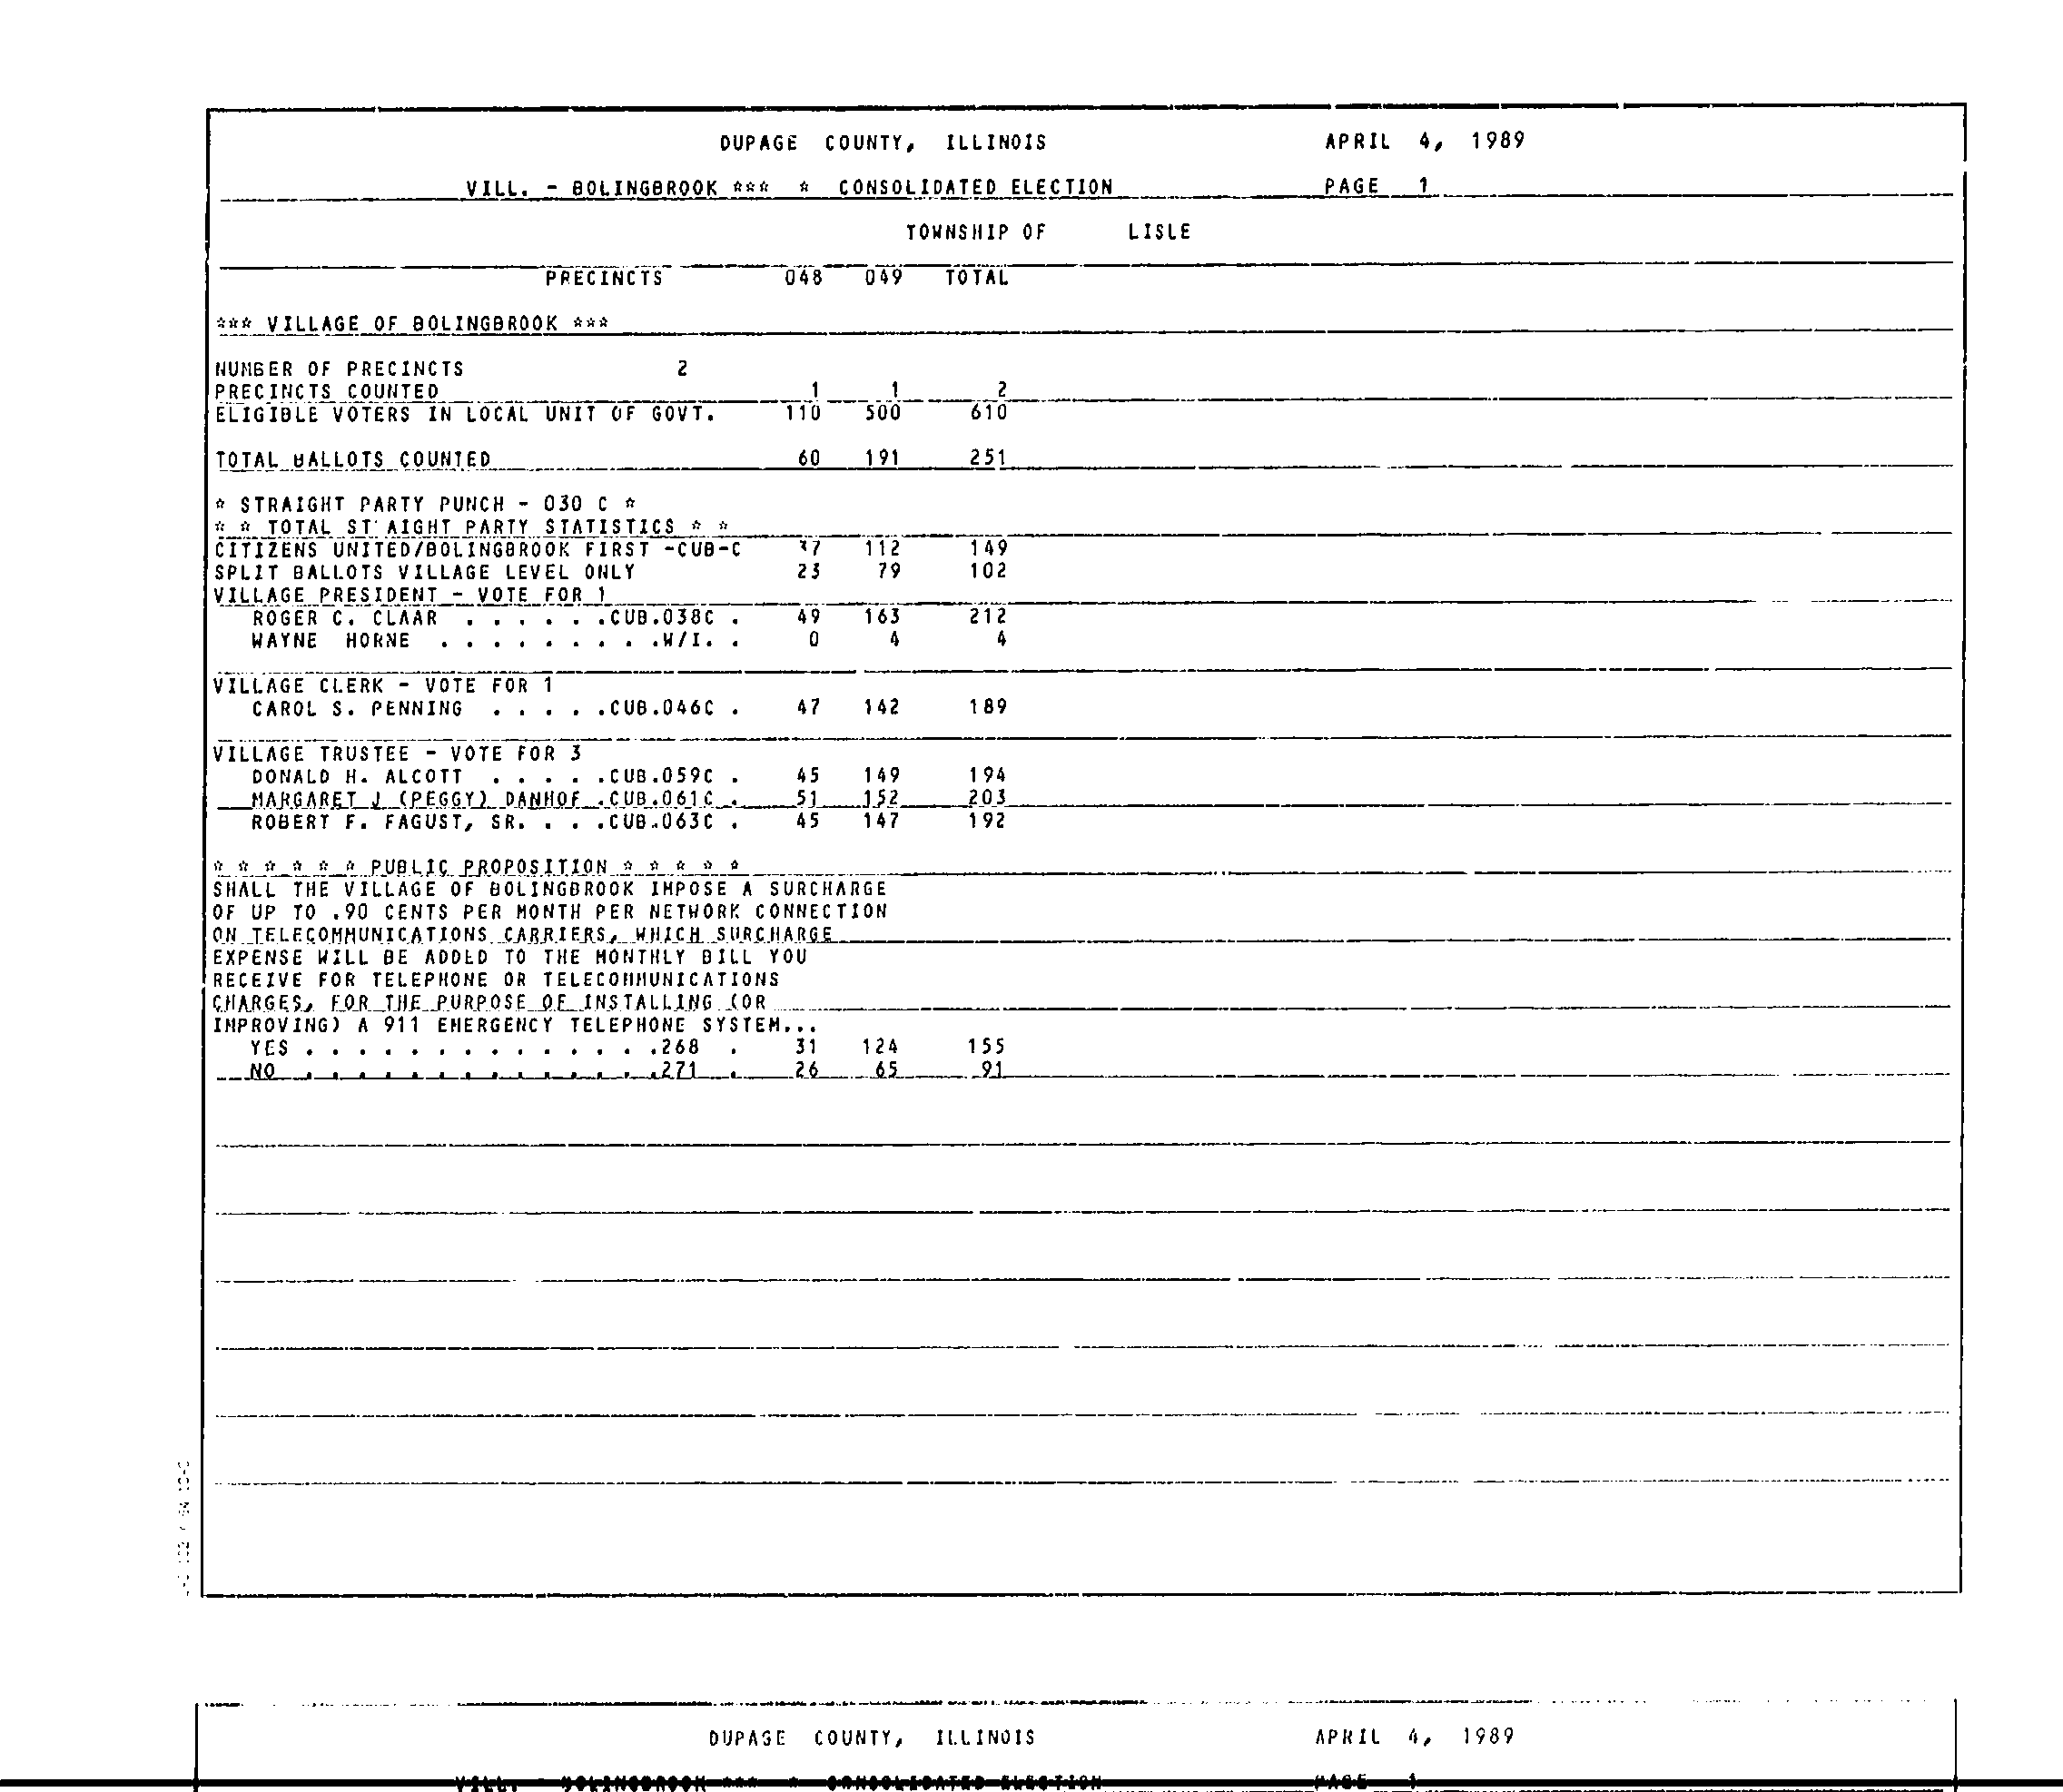 DUPAGE COUNTY, ILLINOIS APRIL 4, 1989
VILL. - BOLINGBROOK *** * CONSOLIDATED ELECTION PAGE 1
TOWNSHIP OF LISLE
PRECINCTS 048 049 TOTAL
*** VILLAGE OF BOLINGBROOK ***
NUMBER OF PRECINCTS 2
PRECINCTS COUNTED 1 1 2
ELIGIBLE VOTERS IN LOCAL UNIT OF GOVT. 110 500 610
TOTAL BALLOTS COUNTED 60 191 251
* STRAIGHT PARTY PUNCH - 030 C *
* * TOTAL ST AIGHT PARTY STATISTICS * *
CITIZENS UNITED/BOLINGBROOK FIRST -CUB-C 37 112 149
SPLIT BALLOTS VILLAGE LEVEL ONLY 23 79 102
VILLAGE PRESIDENT - VOTE FOR 1
ROGER C. CLAAR . . . . . .CUB.038C . 49 163 212
WAYNE HORNE . . . . . . . . .W/I. . 0 4 4
VILLAGE CLERK - VOTE FOR 1
CAROL S. PENNING . . . . .CUB.046C . 47 142 189
VILLAGE TRUSTEE - VOTE FOR 3
DONALD H. ALCOTT . . . . .CUB.059C . 45 149 194
MARGARET J (PEGGY) DANHOF .CUB.061C . 51 152 203
ROBERT F. FAGUST, SR. . . .CUB.063C . 45 147 192
* * * * * * PUBLIC PROPOSITION * * * * *
SHALL THE VILLAGE OF BOLINGBROOK IMPOSE A SURCHARGE
OF UP TO .90 CENTS PER MONTH PER NETWORK CONNECTION
ON TELECOMMUNICATIONS CARRIERS, WHICH SURCHARGE
EXPENSE WILL BE ADDED TO THE MONTHLY BILL YOU
RECEIVE FOR TELEPHONE OR TELECOMMUNICATIONS
CHARGES, FOR THE PURPOSE OF INSTALLING (OR
IMPROVING) A 911 EMERGENCY TELEPHONE SYSTEM...
YES . . . . . . . . . . . . . .268 . 31 124 155
NO . . . . . . . . . . . . . .271 . 26 65 91
DUPAGE COUNTY, ILLINOIS APRIL 4, 1989
VILL. - BOLINGBROOK *** * CONSOLIDATED ELECTION PAGE 1